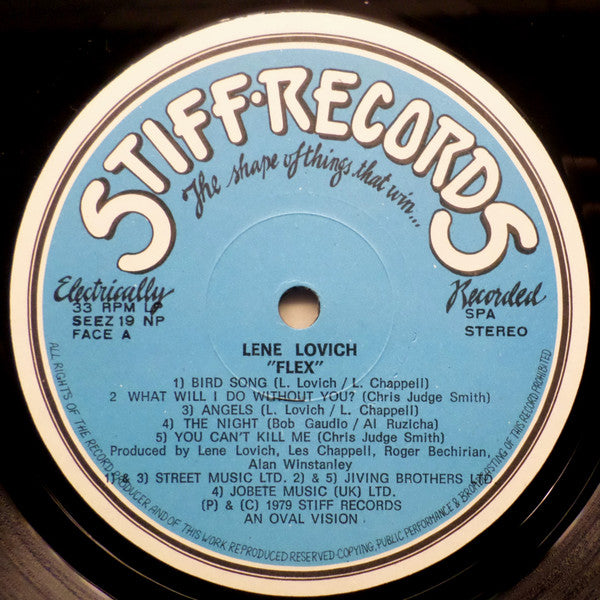 STIFF·RECORDS
The shape of things that win...
Electrically
33 RPM LP
SEEZ 19 NP
FACE A
Recorded
SPA
STEREO
LENE LOVICH
"FLEX"
1) BIRD SONG (L. Lovich / L. Chappell)
2 WHAT WILL I DO WITHOUT YOU? (Chris Judge Smith)
3) ANGELS (L. Lovich / L. Chappell)
4) THE NIGHT (Bob Gaudio / Al Ruzicha)
5) YOU CAN'T KILL ME (Chris Judge Smith)
Produced by Lene Lovich, Les Chappell, Roger Bechirian,
Alan Winstanley
1) & 3) STREET MUSIC LTD. 2) & 5) JIVING BROTHERS LTD
4) JOBETE MUSIC (UK) LTD.
(P) & (C) 1979 STIFF RECORDS
AN OVAL VISION
ALL RIGHTS OF THE RECORD PRODUCER AND OF THIS WORK REPRODUCED RESERVED-COPYING, PUBLIC PERFORMANCE & BROADCASTING OF THIS RECORD PROHIBITED